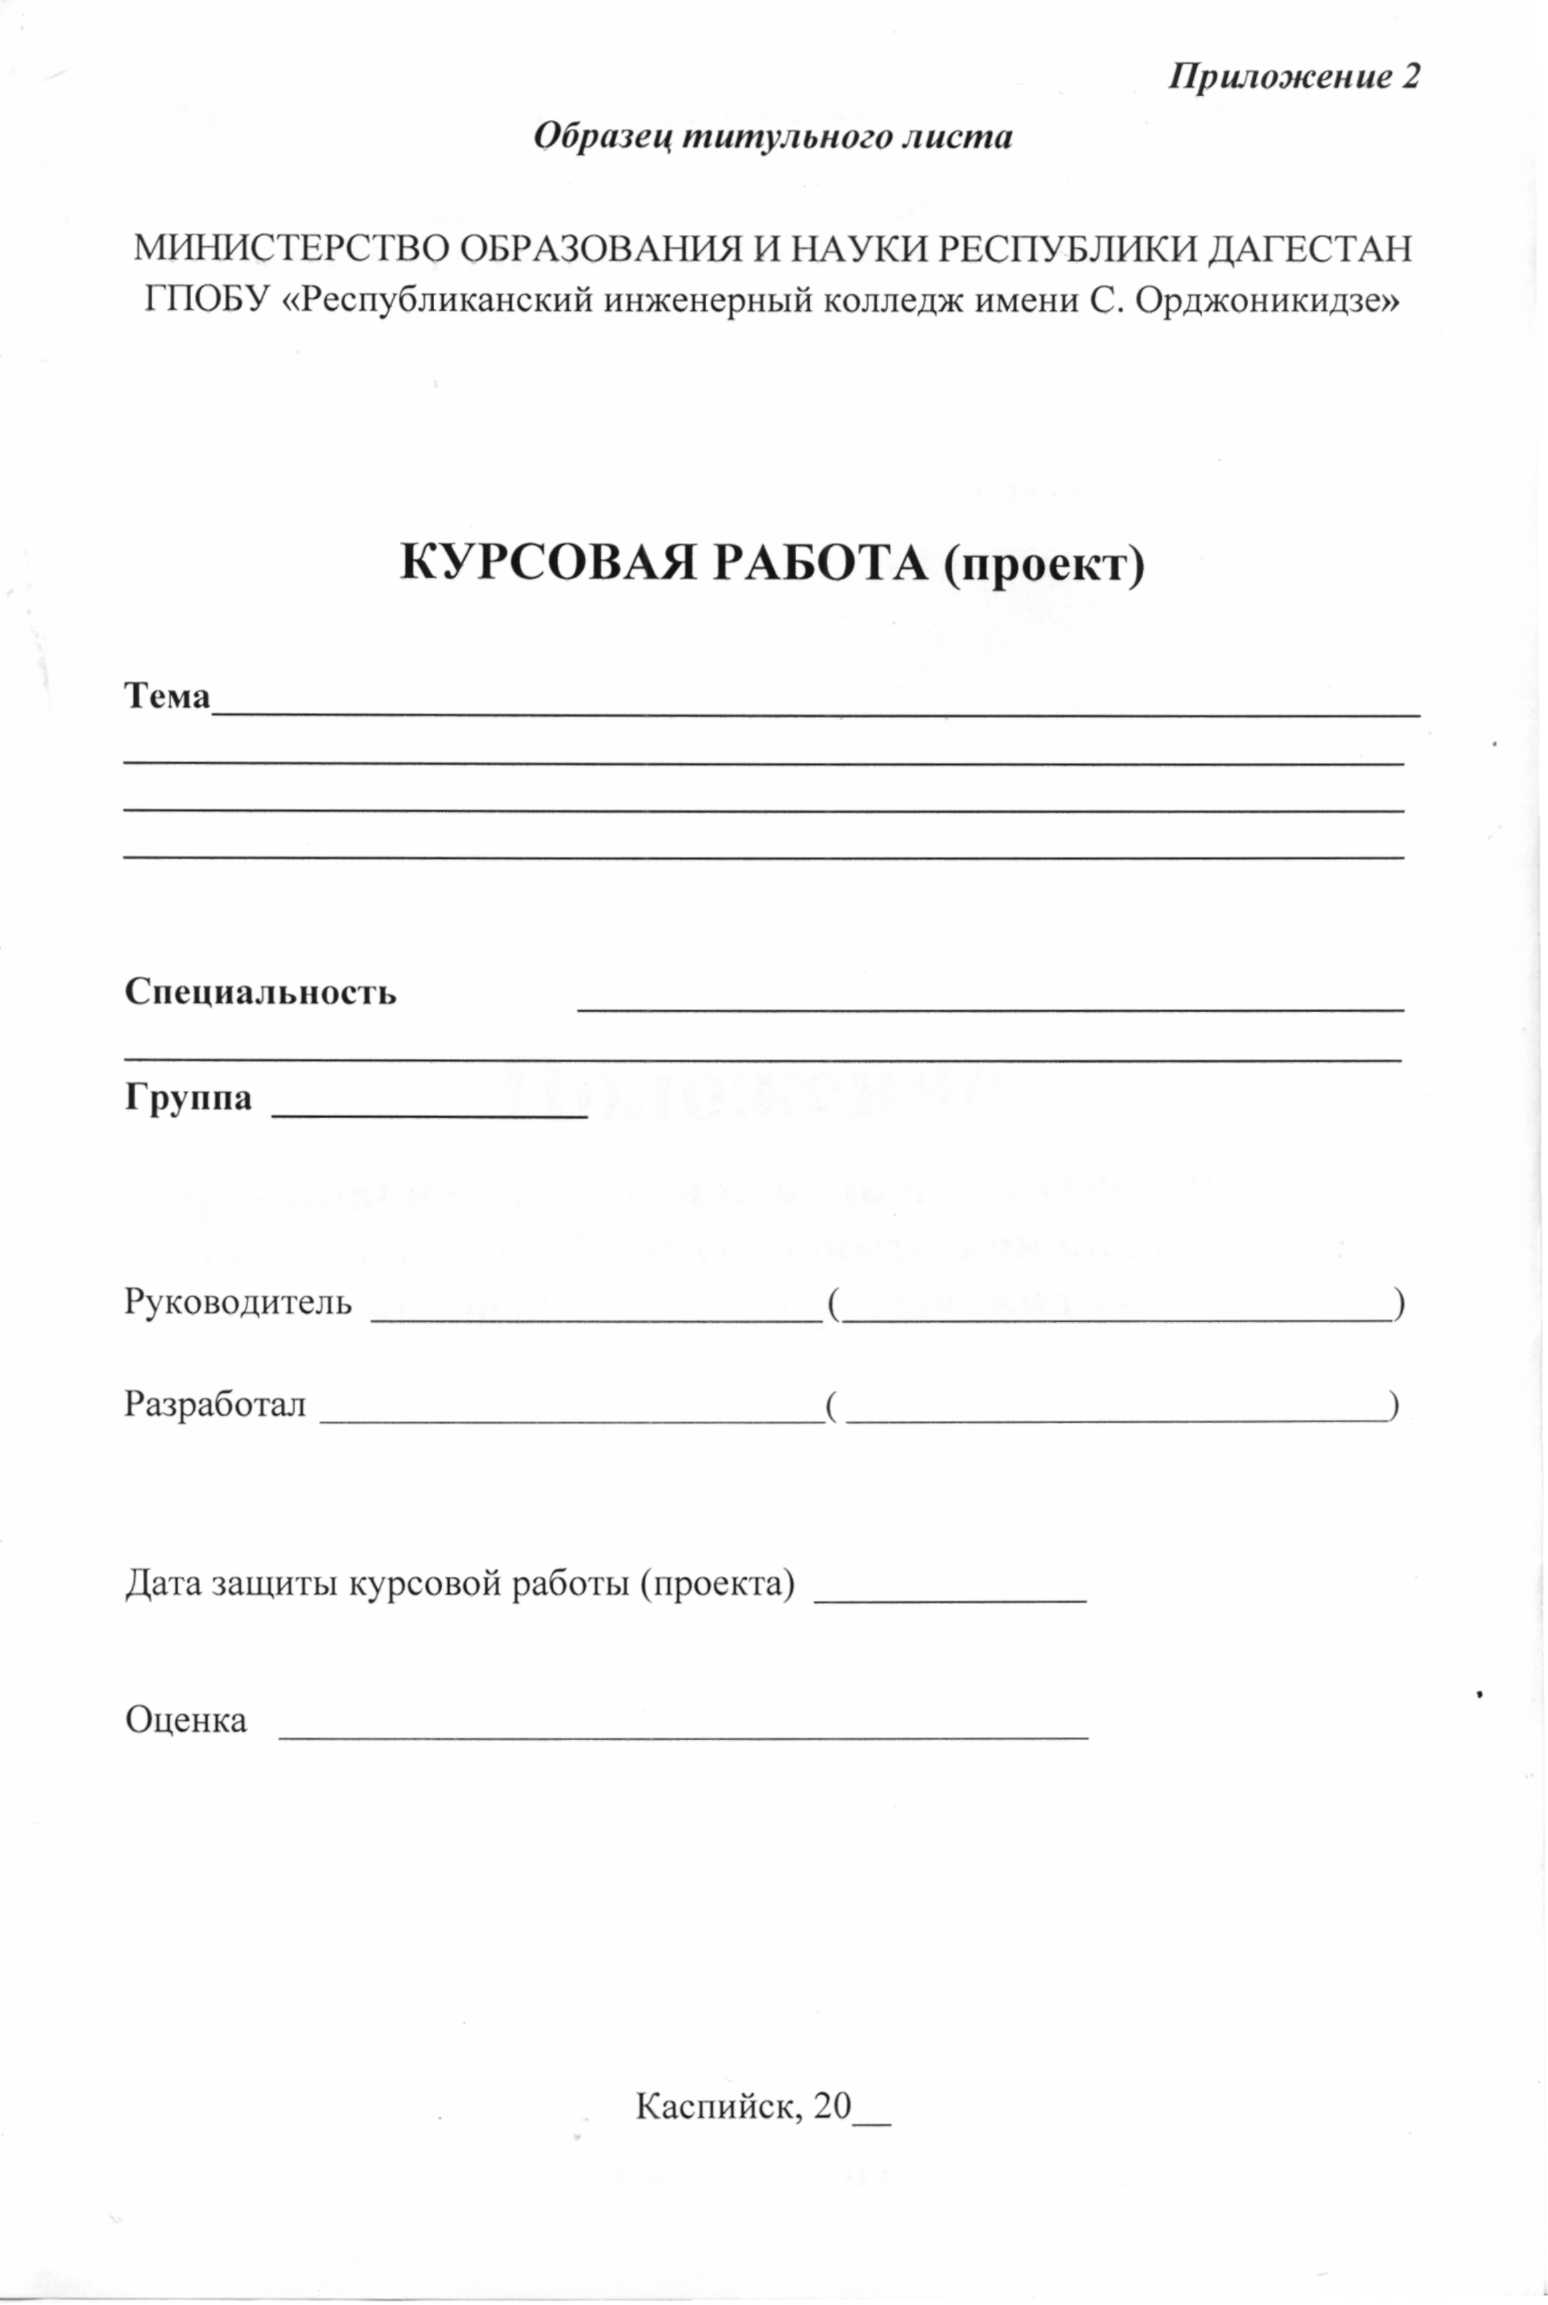 Приложение 2
Образец титульного листа
МИНИСТЕРСТВО ОБРАЗОВАНИЯ И НАУКИ РЕСПУБЛИКИ ДАГЕСТАН
ГПОБУ «Республиканский инженерный колледж имени С. Орджоникидзе»
КУРСОВАЯ РАБОТА (проект)
Тема
Специальность
Группа
Руководитель ( )
Разработал ( )
Дата защиты курсовой работы (проекта)
Оценка
Каспийск, 20__